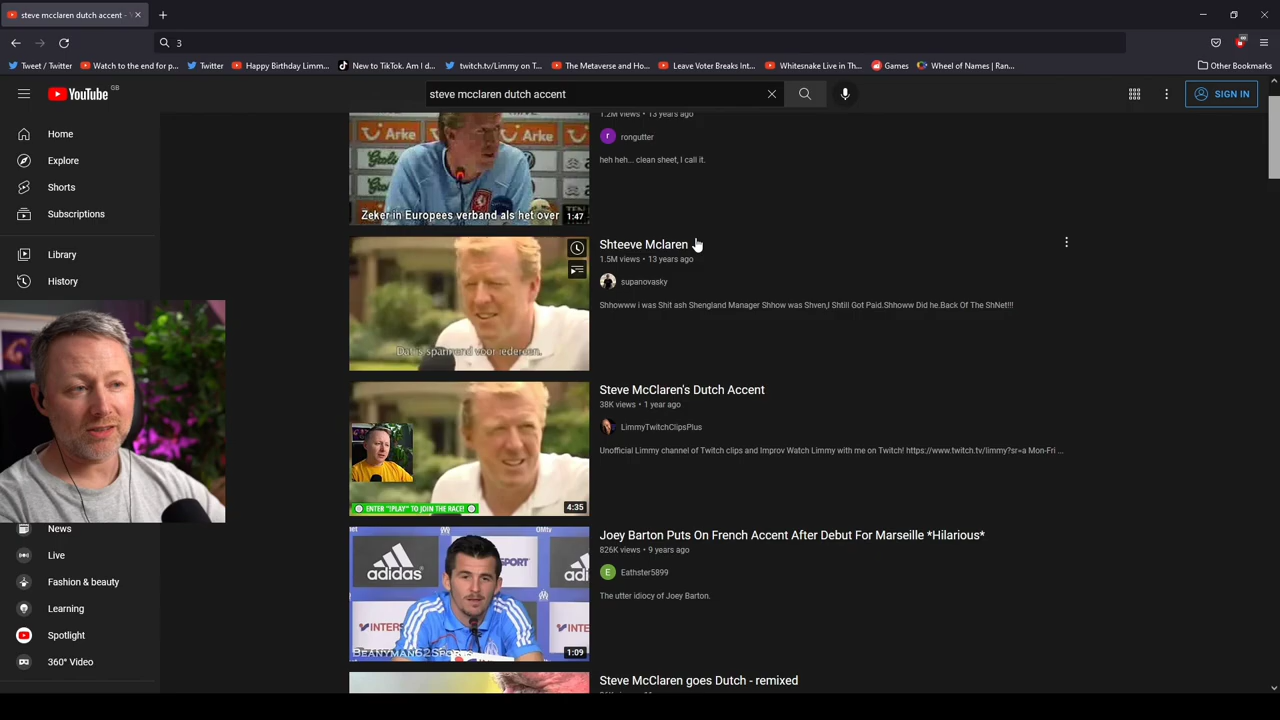 steve mcclaren dutch accent -
3
Tweet / Twitter
Watch to the end for p...
Twitter
Happy Birthday Limm...
New to TikTok. Am I d...
twitch.tv/Limmy on T...
The Metaverse and Ho...
Leave Voter Breaks Int...
Whitesnake Live in Th...
Games
Wheel of Names | Ran...
Other Bookmarks
YouTube GB
steve mcclaren dutch accent
SIGN IN
Home
Explore
Shorts
Subscriptions
Library
History
News
Live
Fashion & beauty
Learning
Spotlight
360° Video
1.2M views • 13 years ago
rongutter
heh heh... clean sheet, I call it.
Arke
Zeker in Europees verband als het over
1:47
Shteeve Mclaren
1.5M views • 13 years ago
supanovasky
Shhowww i was Shit ash Shengland Manager Shhow was Shven,I Shtill Got Paid.Shhoww Did he.Back Of The ShNet!!!
Dat is spannend voor iedereen.
Steve McClaren's Dutch Accent
38K views • 1 year ago
LimmyTwitchClipsPlus
Unofficial Limmy channel of Twitch clips and Improv Watch Limmy with me on Twitch! https://www.twitch.tv/limmy?sr=a Mon-Fri ...
ENTER "!PLAY" TO JOIN THE RACE!
4:35
Joey Barton Puts On French Accent After Debut For Marseille *Hilarious*
826K views • 9 years ago
Eathster5899
The utter idiocy of Joey Barton.
adidas
BEANYMAN62SPORTS
1:09
Steve McClaren goes Dutch - remixed